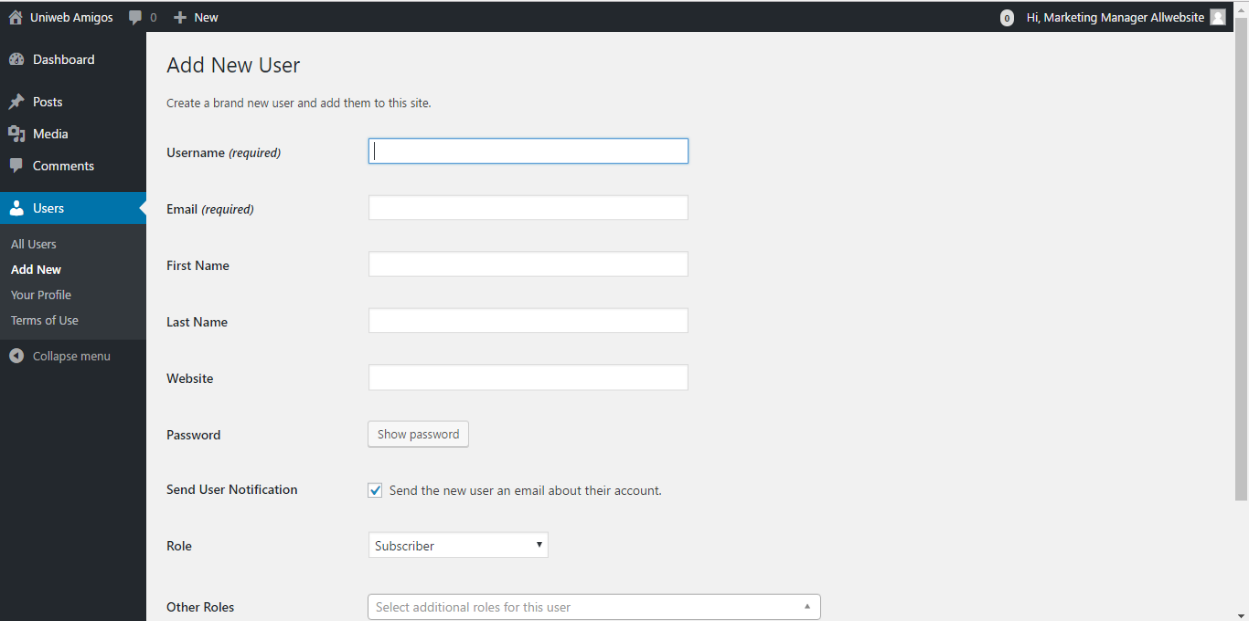 Uniweb Amigos 0 + New 0 Hi, Marketing Manager Allwebsite
Dashboard
Posts
Media
Comments
Users
All Users
Add New
Your Profile
Terms of Use
Collapse menu
Add New User
Create a brand new user and add them to this site.
Username (required)
Email (required)
First Name
Last Name
Website
Password Show password
Send User Notification Send the new user an email about their account.
Role Subscriber
Other Roles Select additional roles for this user